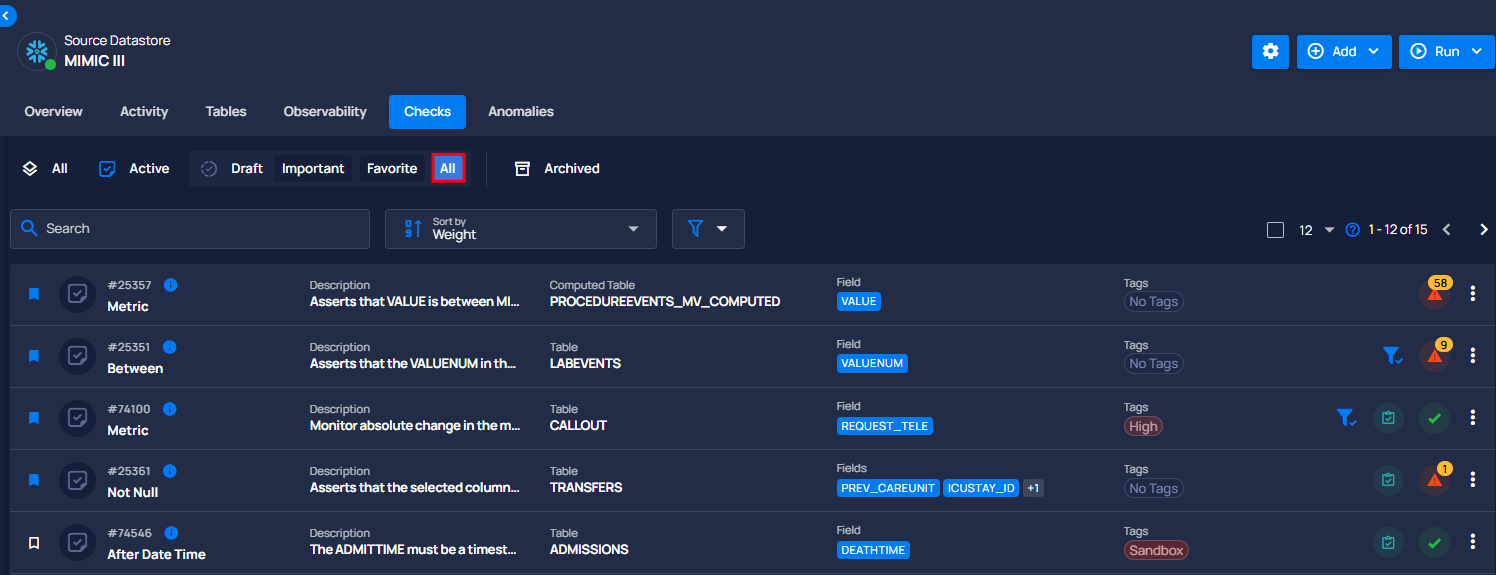 Source Datastore
MIMIC III
Add
Run
Overview Activity Tables Observability Checks Anomalies
All Active Draft Important Favorite All Archived
Search
Sort by
Weight
12 1 - 12 of 15
#25357 Description Computed Table Field Tags 58
Metric Asserts that VALUE is between MI... PROCEDUREEVENTS_MV_COMPUTED VALUE No Tags
#25351 Description Table Field Tags 9
Between Asserts that the VALUENUM in th... LABEVENTS VALUENUM No Tags
#74100 Description Table Field Tags
Metric Monitor absolute change in the m... CALLOUT REQUEST_TELE High
#25361 Description Table Fields Tags 1
Not Null Asserts that the selected column... TRANSFERS PREV_CAREUNIT ICUSTAY_ID +1 No Tags
#74546 Description Table Field Tags
After Date Time The ADMITTIME must be a timest... ADMISSIONS DEATHTIME Sandbox